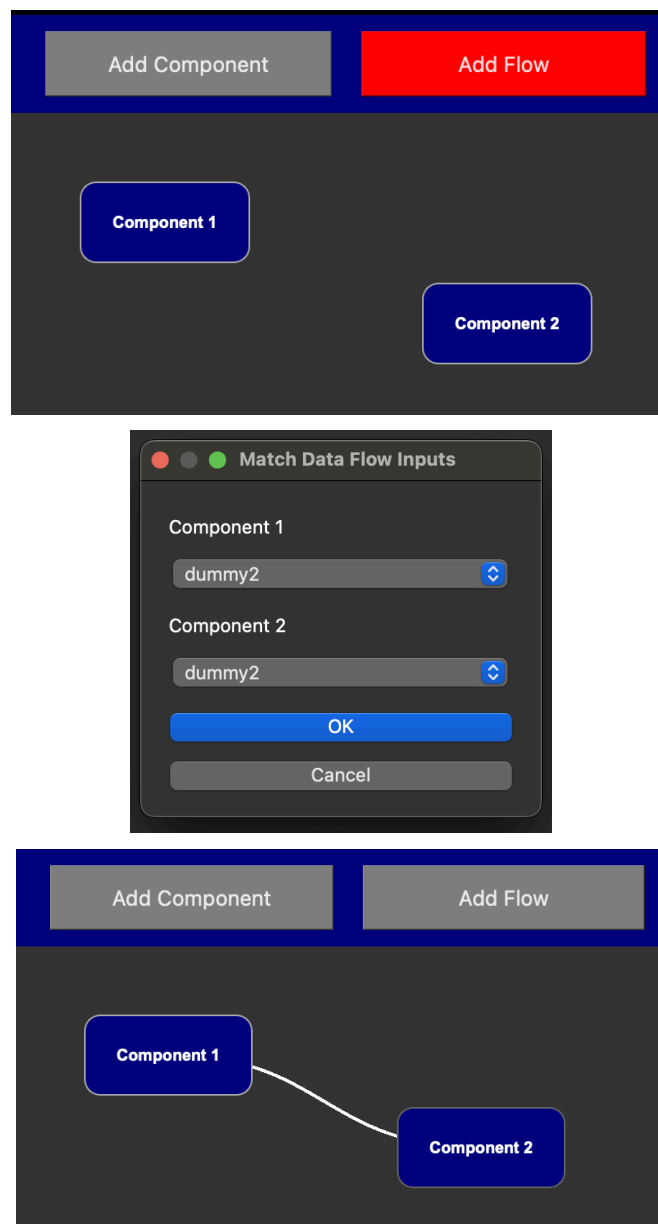 Add Component Add Flow
Component 1
Component 2
Match Data Flow Inputs
Component 1
dummy2
Component 2
dummy2
OK
Cancel
Add Component Add Flow
Component 1
Component 2